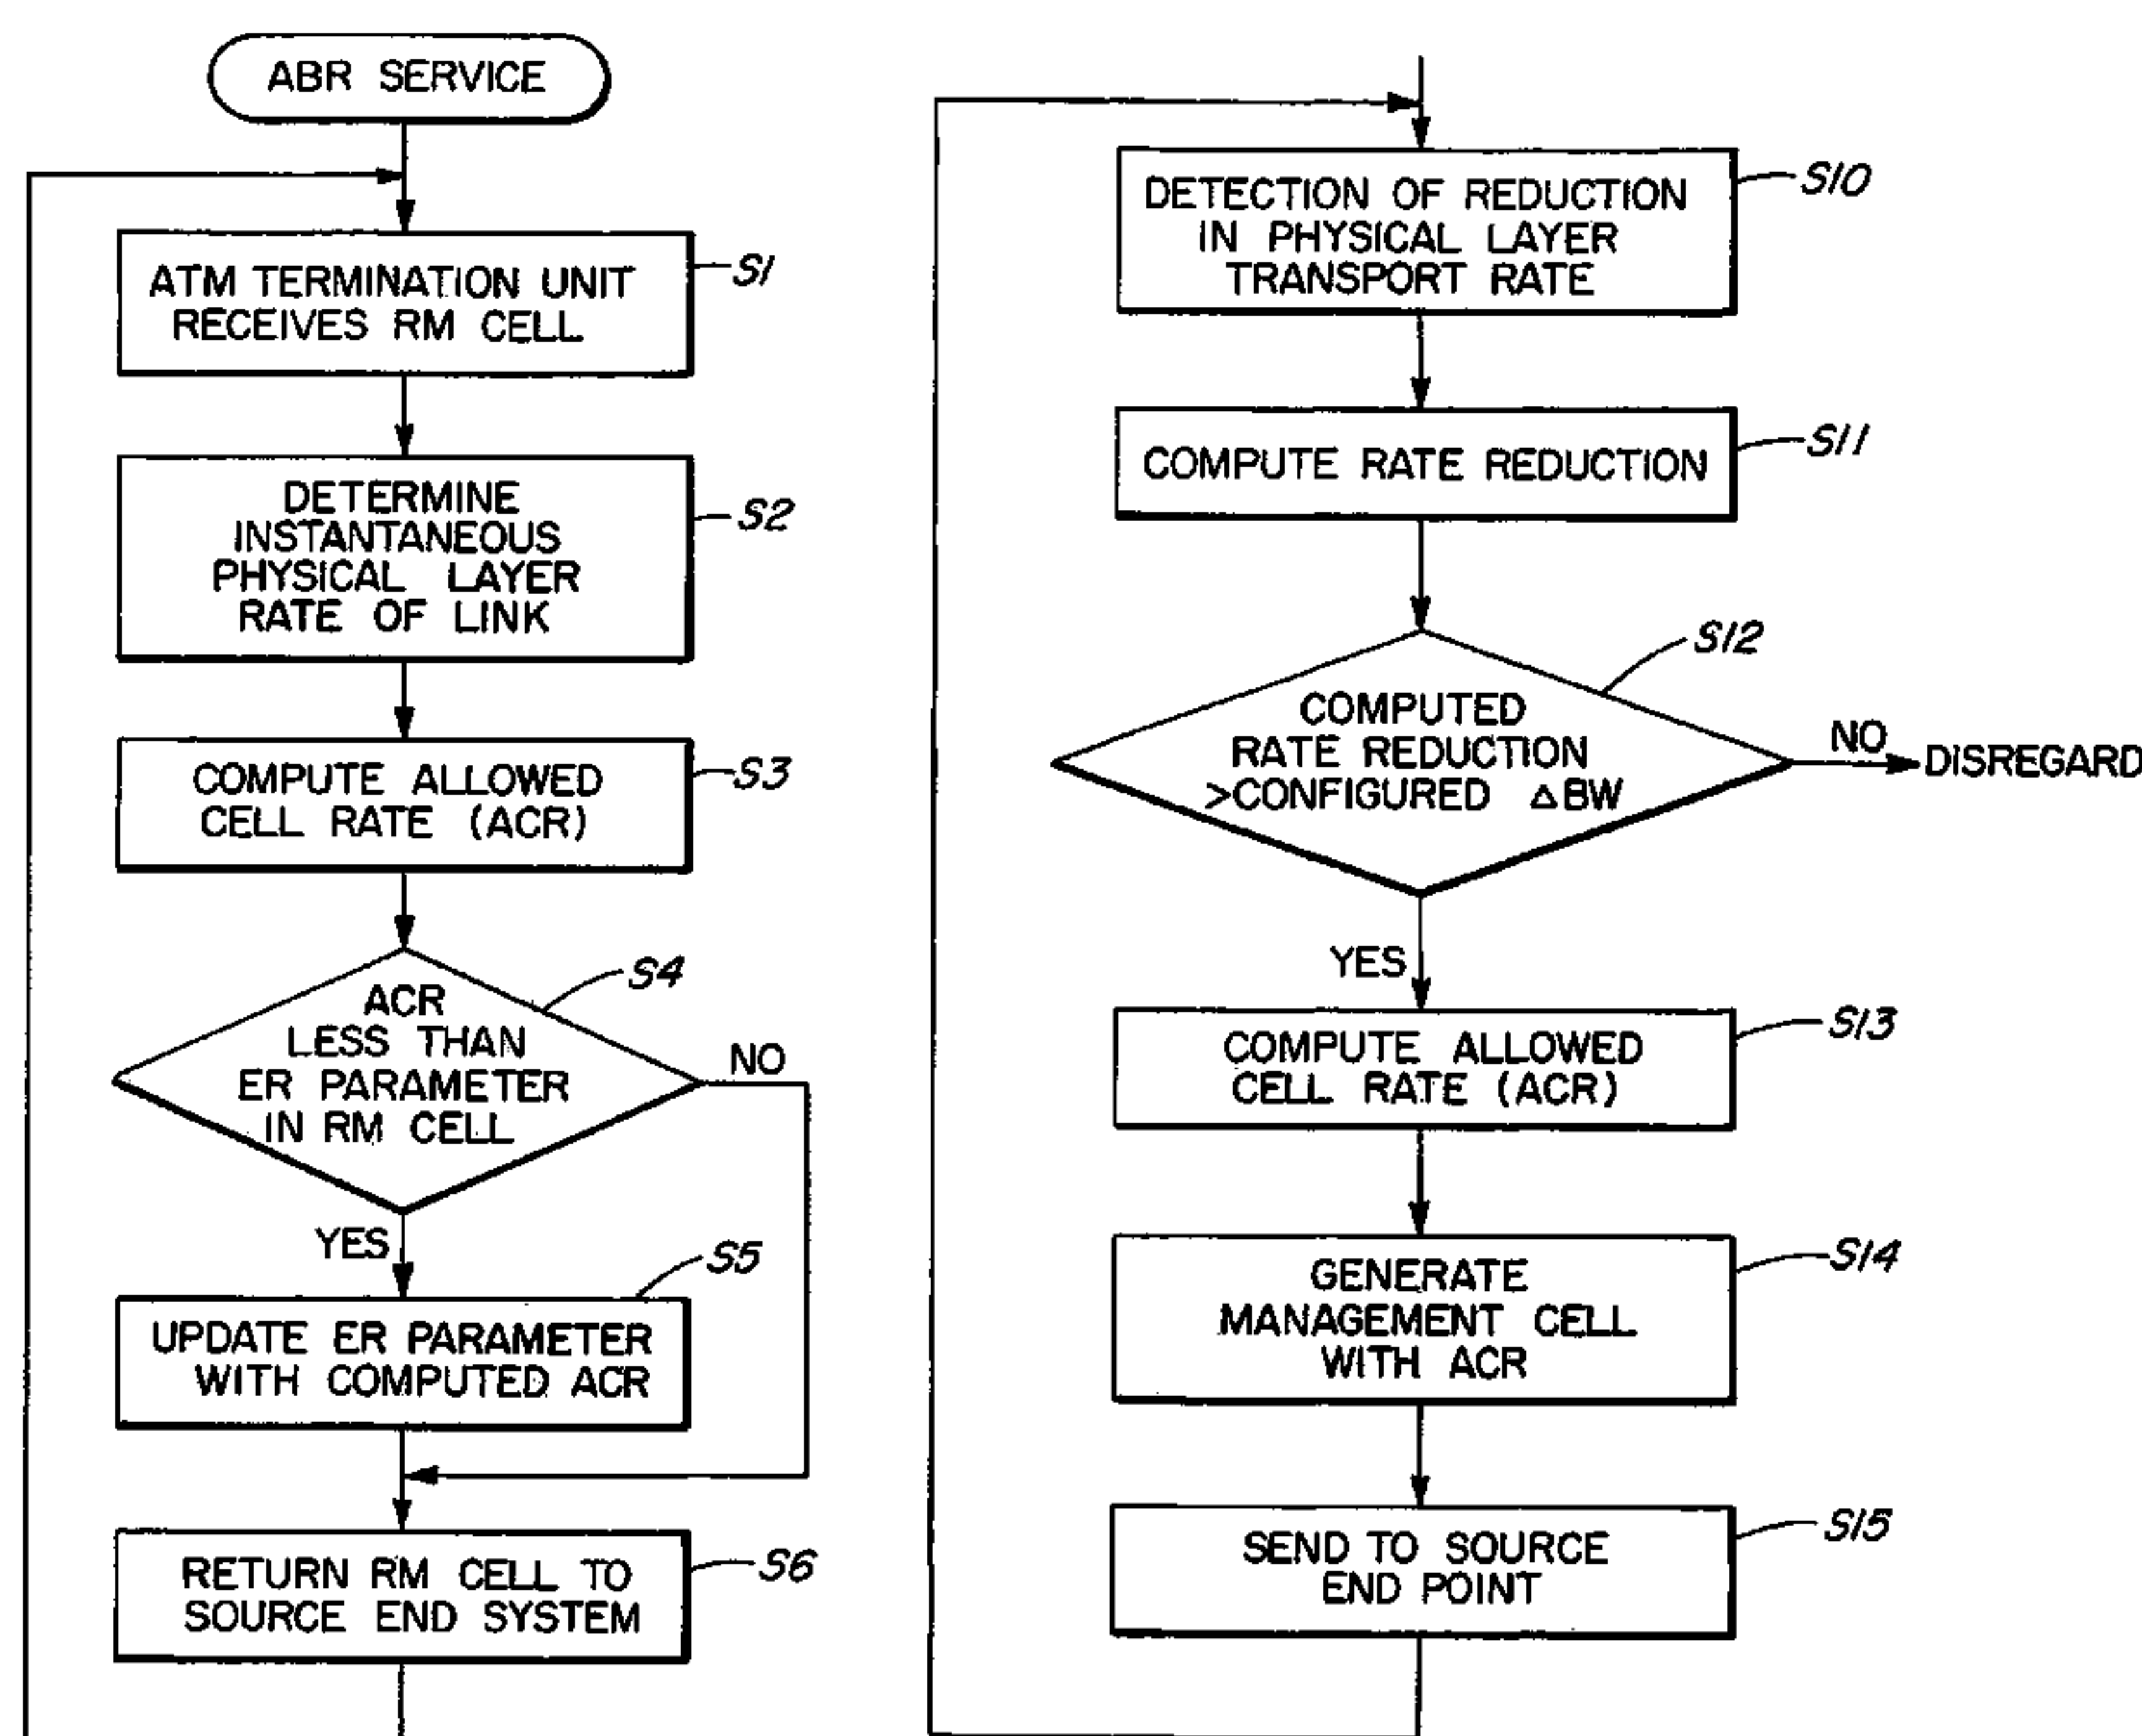 ABR SERVICE
ATM TERMINATION UNIT
RECEIVES RM CELL
S1
DETERMINE
INSTANTANEOUS
PHYSICAL LAYER
RATE OF LINK
S2
COMPUTE ALLOWED
CELL RATE (ACR)
S3
ACR
LESS THAN
ER PARAMETER
IN RM CELL
S4
NO
YES
UPDATE ER PARAMETER
WITH COMPUTED ACR
S5
RETURN RM CELL TO
SOURCE END SYSTEM
S6
DETECTION OF REDUCTION
IN PHYSICAL LAYER
TRANSPORT RATE
S10
COMPUTE RATE REDUCTION
S11
COMPUTED
RATE REDUCTION
>CONFIGURED ΔBW
S12
NO
DISREGARD
YES
COMPUTE ALLOWED
CELL RATE (ACR)
S13
GENERATE
MANAGEMENT CELL
WITH ACR
S14
SEND TO SOURCE
END POINT
S15